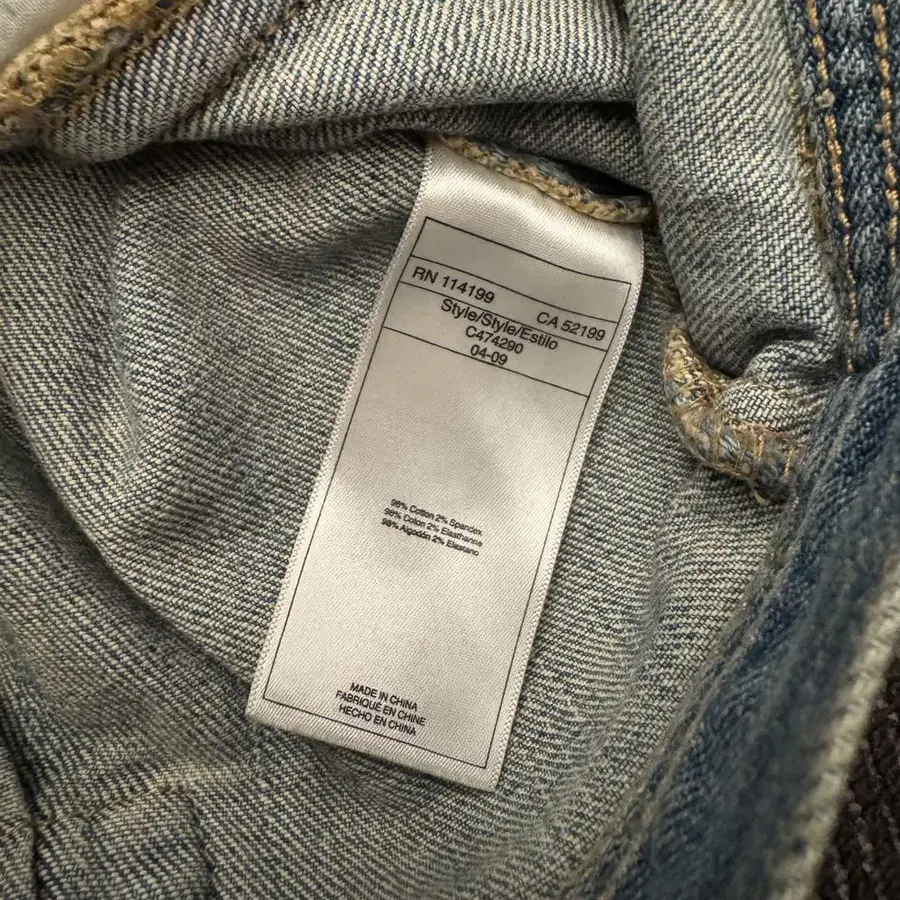 RN 114199 CA 52199
Style/Style/Estilo
C474290
04-09
98% Cotton 2% Spandex
98% Coton 2% Elasthanne
98% Algodón 2% Elastano
MADE IN CHINA
FABRIQUÉ EN CHINE
HECHO EN CHINA